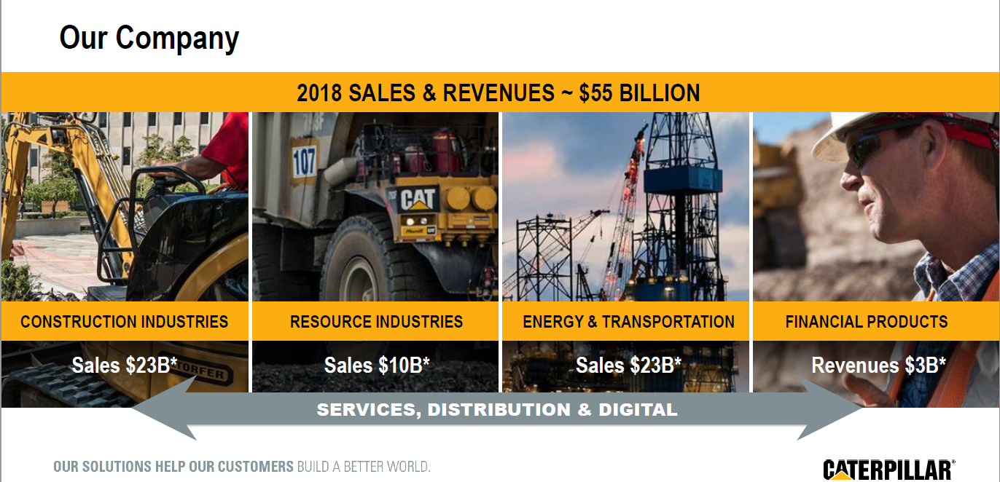 Our Company
2018 SALES & REVENUES ~ $55 BILLION
107
CAT
CONSTRUCTION INDUSTRIES
RESOURCE INDUSTRIES
ENERGY & TRANSPORTATION
FINANCIAL PRODUCTS
Sales $23B*
Sales $10B*
Sales $23B*
Revenues $3B*
SERVICES, DISTRIBUTION & DIGITAL
OUR SOLUTIONS HELP OUR CUSTOMERS BUILD A BETTER WORLD.
CATERPILLAR®